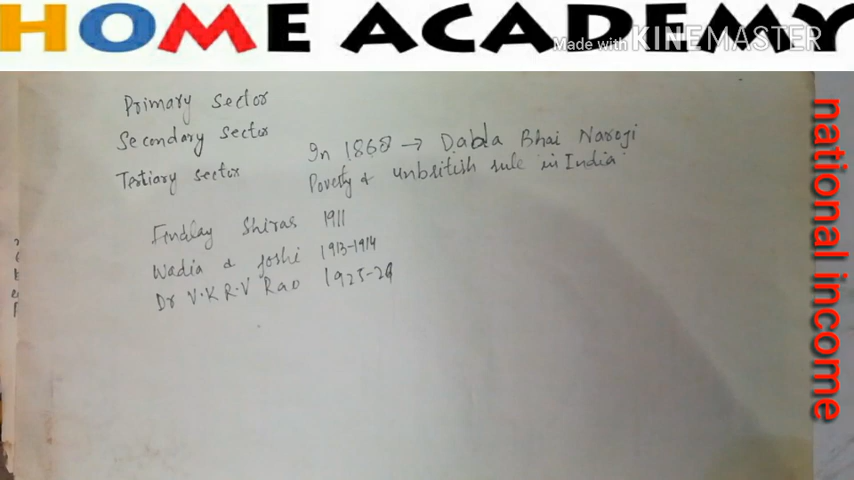 HOME ACADEMY
Made with KINEMASTER
Primary Sector
Secondary Sector
Tertiary Sector
In 1868 → Dabda Bhai Naroji
Poverty & unbritish rule in India
Findlay Shiras 1911
Wadia & Joshi 1913-1914
Dr V.K.R.V Rao 1925-29
national income